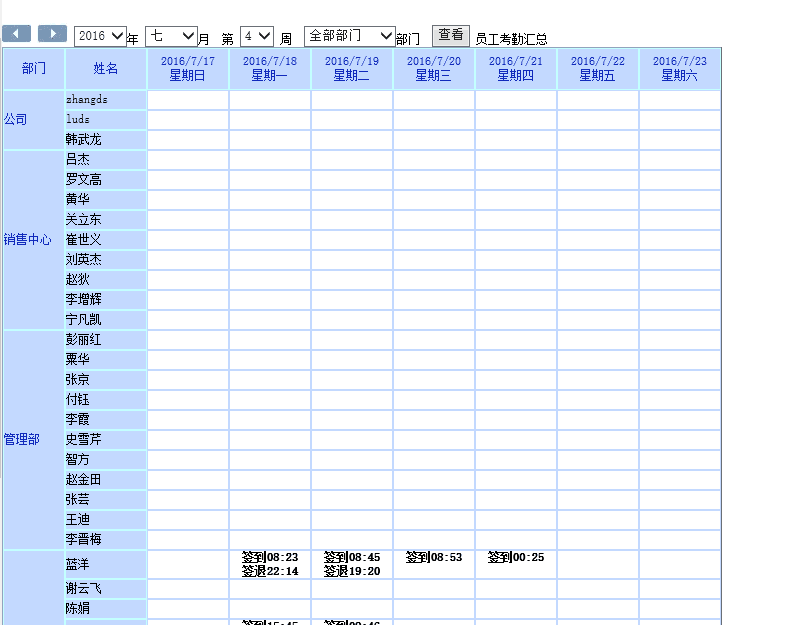 2016 年 七 月 第 4 周 全部部门 部门 查看 员工考勤汇总
部门 姓名 2016/7/17 2016/7/18 2016/7/19 2016/7/20 2016/7/21 2016/7/22 2016/7/23
星期日 星期一 星期二 星期三 星期四 星期五 星期六
zhangds
公司 luds
韩武龙
吕杰
罗文高
黄华
关立东
销售中心 崔世义
刘英杰
赵狄
李增辉
宁凡凯
彭丽红
粟华
张京
付钰
李霞
管理部 史雪芹
智方
赵金田
张芸
王迪
李晋梅
蓝洋 签到08:23 签到08:45 签到08:53 签到00:25
签退22:14 签退19:20
谢云飞
陈娟